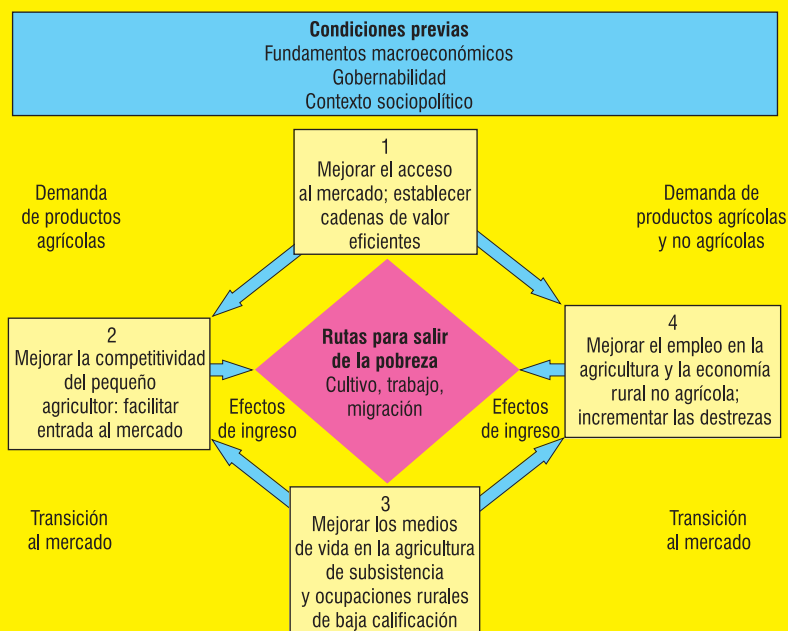 Condiciones previas
Fundamentos macroeconómicos
Gobernabilidad
Contexto sociopolítico
1
Mejorar el acceso
al mercado; establecer
cadenas de valor
eficientes
Demanda
de productos
agrícolas
Demanda de
productos agrícolas
y no agrícolas
2
Mejorar la competitividad
del pequeño
agricultor: facilitar
entrada al mercado
Rutas para salir
de la pobreza
Cultivo, trabajo,
migración
4
Mejorar el empleo en la
agricultura y la economía
rural no agrícola;
incrementar las destrezas
Efectos
de ingreso
Efectos
de ingreso
3
Mejorar los medios
de vida en la agricultura
de subsistencia
y ocupaciones rurales
de baja calificación
Transición
al mercado
Transición
al mercado